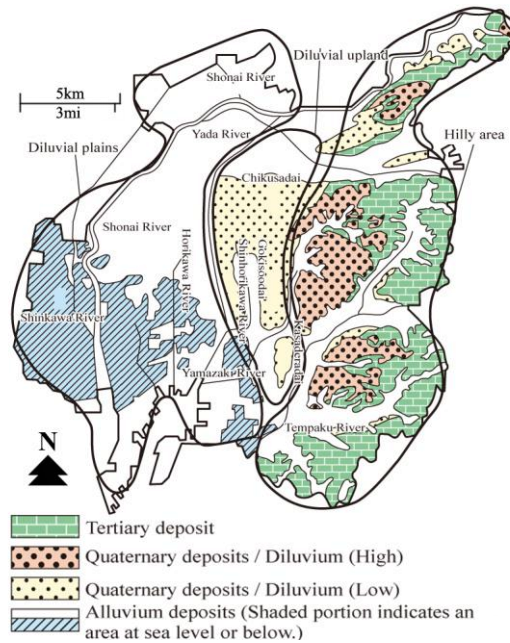 Diluvial upland
Shonai River
5km
3mi
Yada River
Hilly area
Diluvial plains
Chikusadai
Shonai River
Horikawa River
Shinhorikawa River
Gokisoodai
Shinkawa River
Kasaderadai
Yamazaki River
Tempaku River
N
Tertiary deposit
Quaternary deposits / Diluvium (High)
Quaternary deposits / Diluvium (Low)
Alluvium deposits (Shaded portion indicates an
area at sea level or below.)